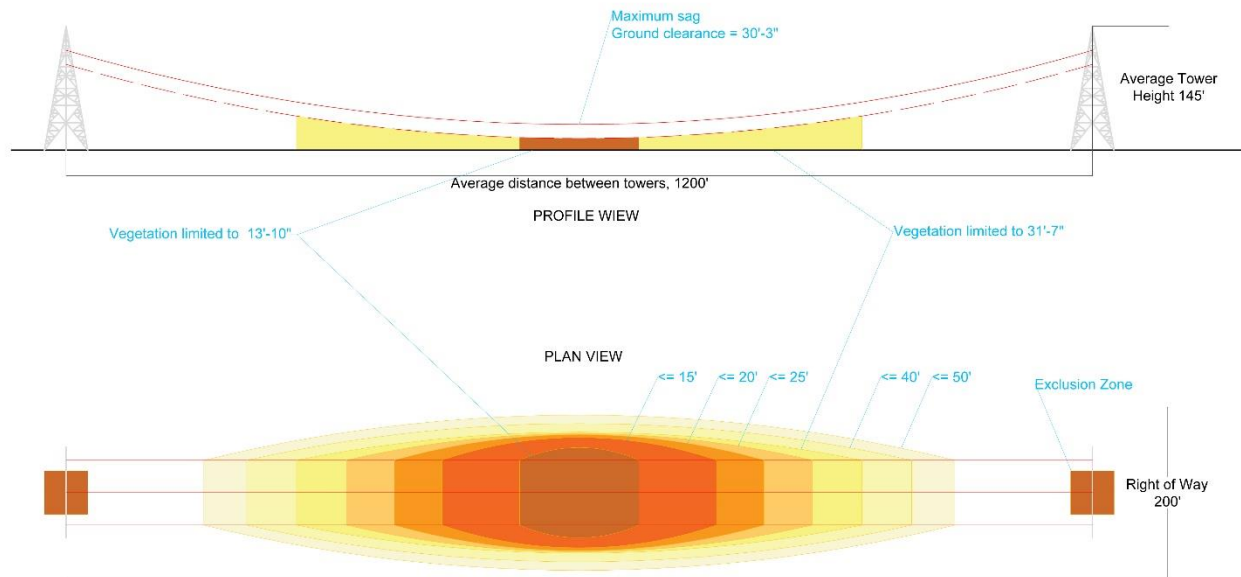 Maximum sag
Ground clearance = 30'-3"
Average Tower
Height 145'
Average distance between towers, 1200'
PROFILE WIEW
Vegetation limited to 13'-10"
Vegetation limited to 31'-7"
PLAN VIEW
<= 15'
<= 20'
<= 25'
<= 40'
<= 50'
Exclusion Zone
Right of Way
200'